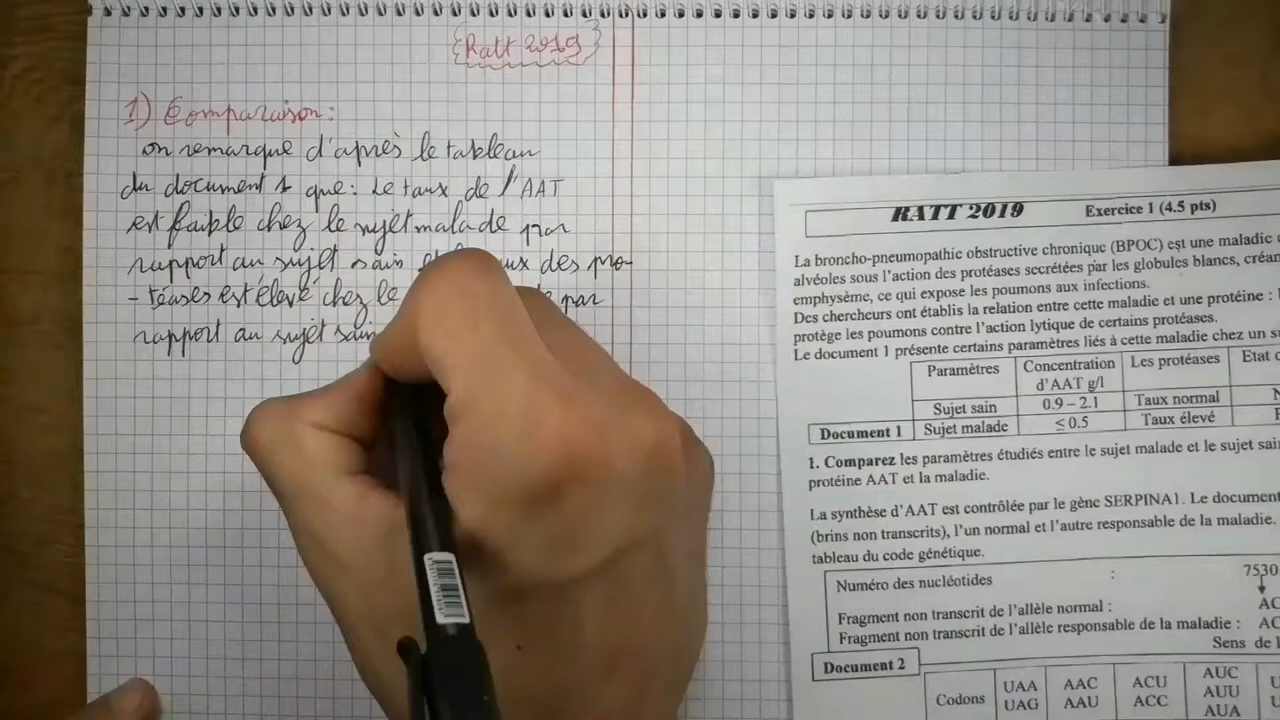 Ratt 2019
1) Comparaison:
on remarque d'après le tableau
du document 1 que: Le taux de l'AAT
est faible chez le sujet malade par
rapport au sujet sain des pro-
- téases est élevé chez le par
rapport au sujet sain
RATT 2019
Exercice 1 (4.5 pts)
La broncho-pneumopathie obstructive chronique (BPOC) est une maladie
alvéoles sous l'action des protéases secrétées par les globules blancs,
emphysème, ce qui expose les poumons aux infections.
Des chercheurs ont établis la relation entre cette maladie et une protéine :
protège les poumons contre l'action lytique de certains protéases.
Le document 1 présente certains paramètres liés à cette maladie chez un
Paramètres Concentration d'AAT g/l Les protéases Etat
Sujet sain 0.9 – 2.1 Taux normal
Document 1 Sujet malade ≤ 0.5 Taux élevé
1. Comparez les paramètres étudiés entre le sujet malade et le sujet
protéine AAT et la maladie.
La synthèse d'AAT est contrôlée par le gène SERPINA1. Le document
(brins non transcrits), l'un normal et l'autre responsable de la maladie.
tableau du code génétique.
Numéro des nucléotides : 7530
Fragment non transcrit de l'allèle normal : AC
Fragment non transcrit de l'allèle responsable de la maladie : AC
Sens de
Document 2
Codons UAA UAG AAC AAU ACU ACC AUC AUU AUA